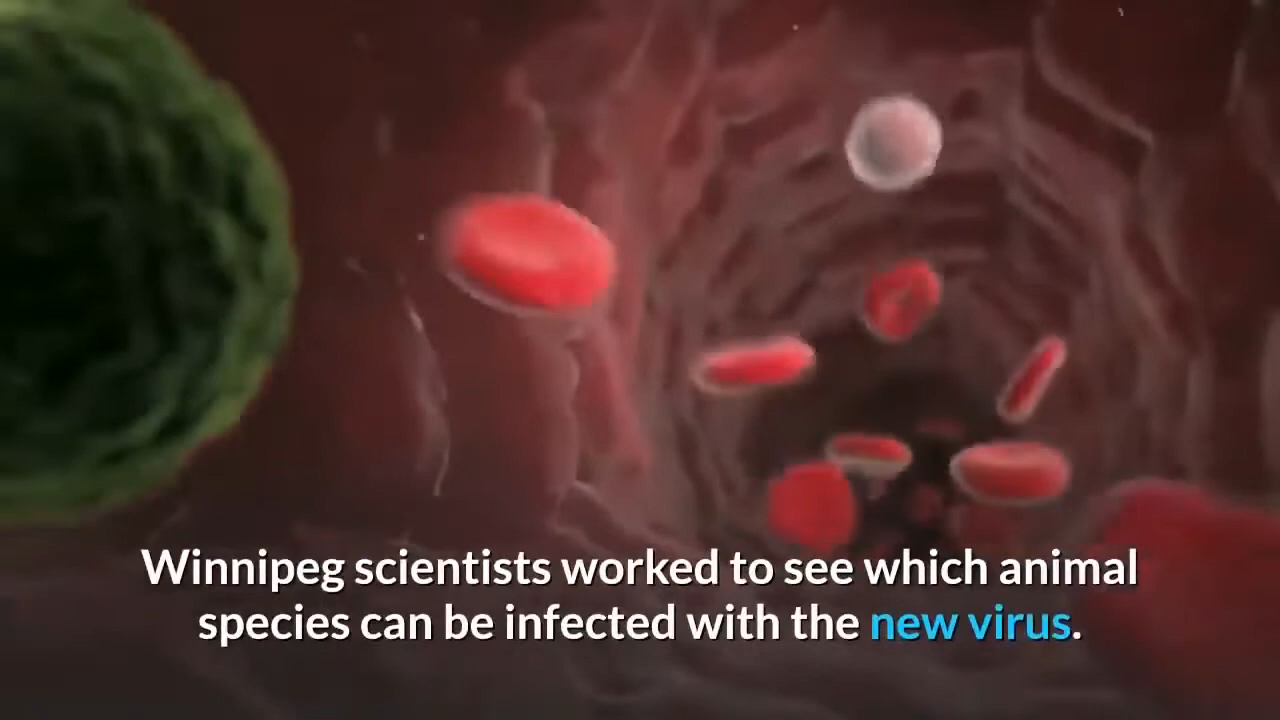 Winnipeg scientists worked to see which animal
species can be infected with the new virus.